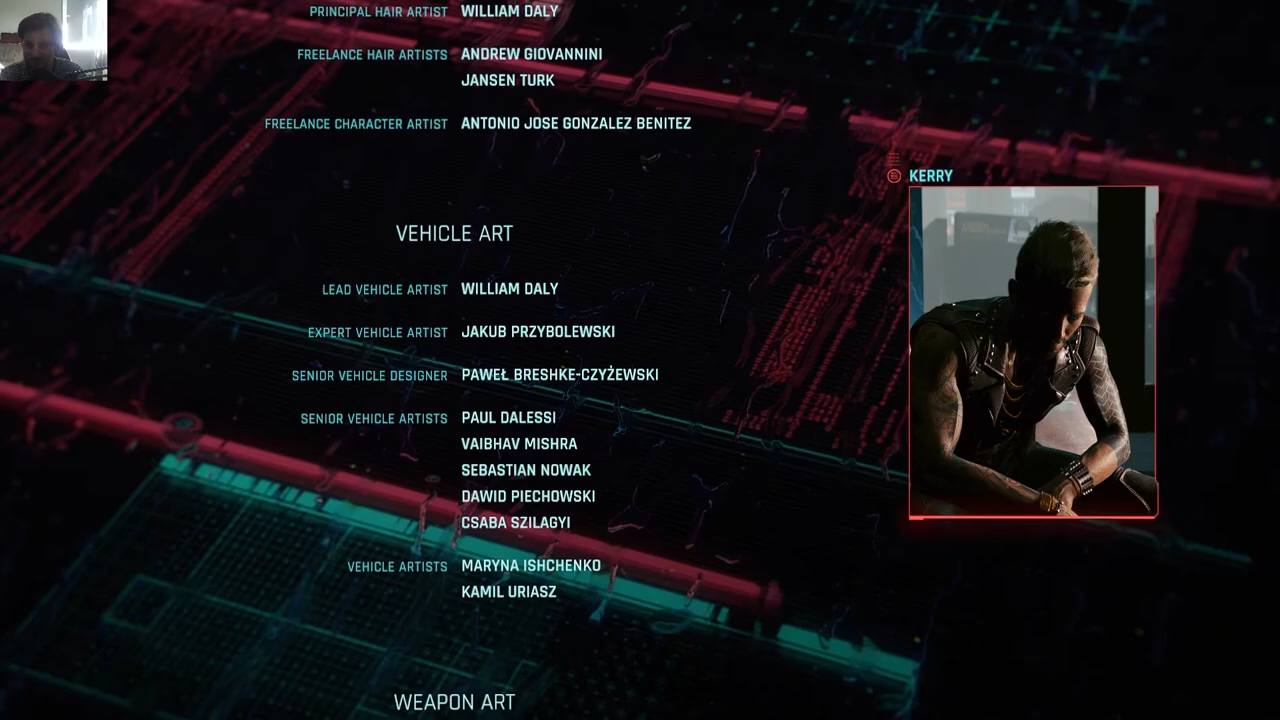 PRINCIPAL HAIR ARTIST WILLIAM DALY
FREELANCE HAIR ARTISTS ANDREW GIOVANNINI
JANSEN TURK
FREELANCE CHARACTER ARTIST ANTONIO JOSE GONZALEZ BENITEZ
KERRY
VEHICLE ART
LEAD VEHICLE ARTIST WILLIAM DALY
EXPERT VEHICLE ARTIST JAKUB PRZYBOLEWSKI
SENIOR VEHICLE DESIGNER PAWEŁ BRESHKE-CZYŻEWSKI
SENIOR VEHICLE ARTISTS PAUL DALESSI
VAIBHAV MISHRA
SEBASTIAN NOWAK
DAWID PIECHOWSKI
CSABA SZILAGYI
VEHICLE ARTISTS MARYNA ISHCHENKO
KAMIL URIASZ
WEAPON ART